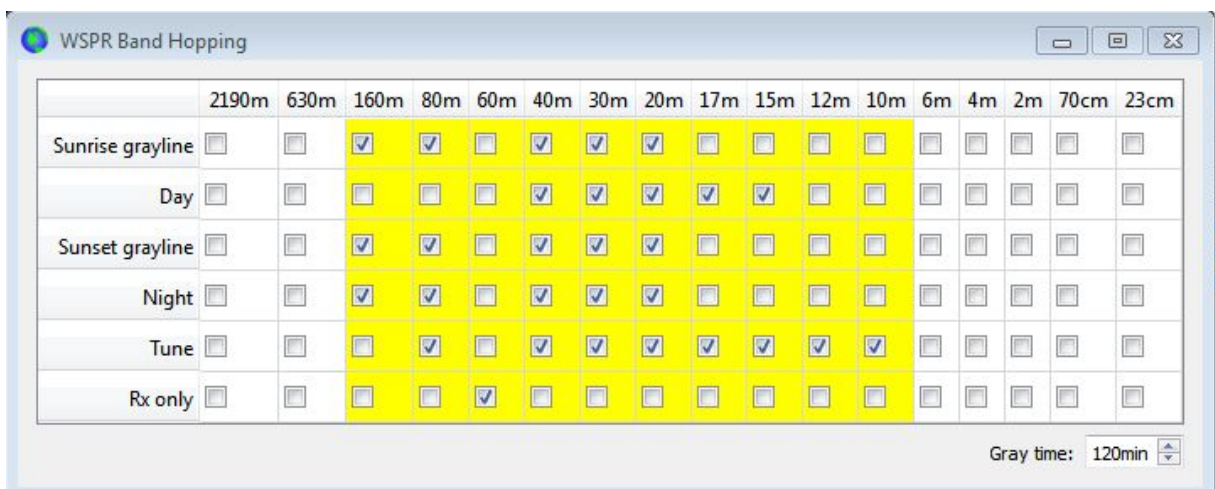 WSPR Band Hopping
2190m 630m 160m 80m 60m 40m 30m 20m 17m 15m 12m 10m 6m 4m 2m 70cm 23cm
Sunrise grayline
Day
Sunset grayline
Night
Tune
Rx only
Gray time: 120min